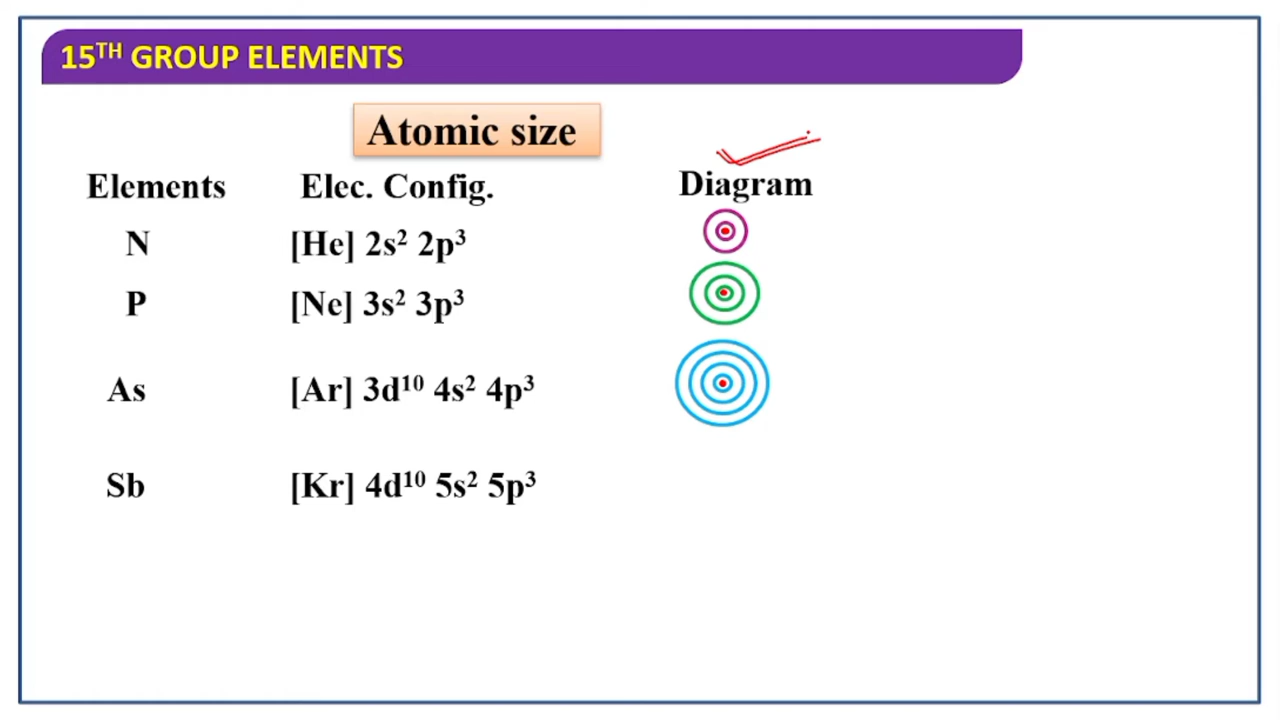 15TH GROUP ELEMENTS
Atomic size
Elements Elec. Config. Diagram
N [He] 2s² 2p³
P [Ne] 3s² 3p³
As [Ar] 3d¹⁰ 4s² 4p³
Sb [Kr] 4d¹⁰ 5s² 5p³